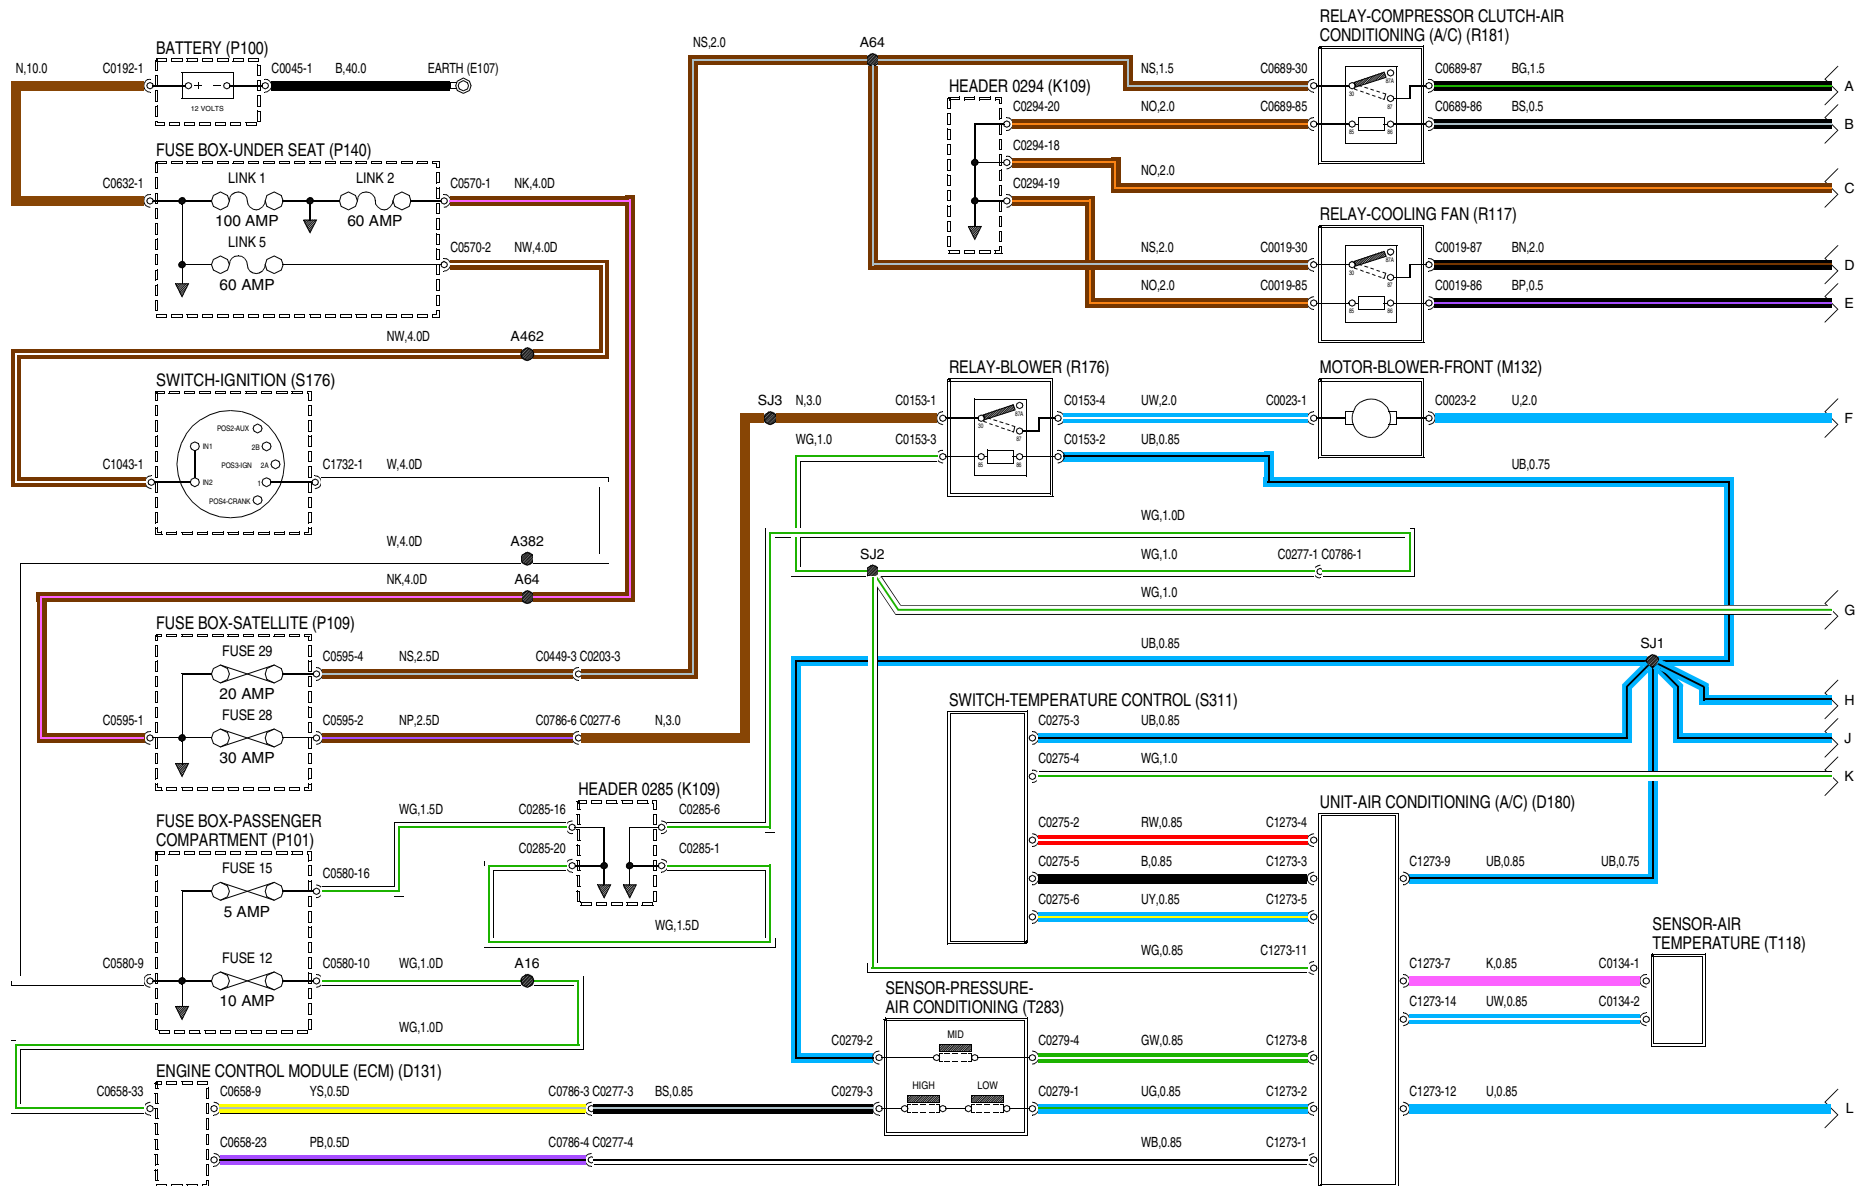 BATTERY (P100)
N,10.0
C0192-1
C0045-1
B,40.0
EARTH (E107)
+
−
12 VOLTS
FUSE BOX-UNDER SEAT (P140)
C0632-1
LINK 1
100 AMP
LINK 2
60 AMP
C0570-1
NK,4.0D
LINK 5
60 AMP
C0570-2
NW,4.0D
NW,4.0D
A462
SWITCH-IGNITION (S176)
POS2-AUX
IN1
2B
POS3-IGN
2A
IN2
1
POS4-CRANK
C1043-1
C1732-1
W,4.0D
W,4.0D
A382
NK,4.0D
A64
FUSE BOX-SATELLITE (P109)
FUSE 29
20 AMP
C0595-4
NS,2.5D
C0449-3 C0203-3
C0595-1
FUSE 28
30 AMP
C0595-2
NP,2.5D
C0786-6 C0277-6
N,3.0
FUSE BOX-PASSENGER
COMPARTMENT (P101)
FUSE 15
5 AMP
C0580-16
WG,1.5D
C0580-9
FUSE 12
10 AMP
C0580-10
WG,1.0D
A16
WG,1.0D
HEADER 0285 (K109)
C0285-16
C0285-6
C0285-20
C0285-1
WG,1.5D
ENGINE CONTROL MODULE (ECM) (D131)
C0658-33
C0658-9
YS,0.5D
C0786-3 C0277-3
BS,0.85
C0279-3
C0658-23
PB,0.5D
C0786-4 C0277-4
WB,0.85
C1273-1
NS,2.0
A64
NS,1.5
C0689-30
HEADER 0294 (K109)
C0294-20
NO,2.0
C0689-85
C0294-18
NO,2.0
C0294-19
NS,2.0
C0019-30
NO,2.0
C0019-85
RELAY-COMPRESSOR CLUTCH-AIR
CONDITIONING (A/C) (R181)
30
87A
87
85
86
C0689-87
BG,1.5
A
C0689-86
BS,0.5
B
C
RELAY-COOLING FAN (R117)
30
87A
87
85
86
C0019-87
BN,2.0
D
C0019-86
BP,0.5
E
RELAY-BLOWER (R176)
SJ3
N,3.0
C0153-1
WG,1.0
C0153-3
30
87A
87
85
86
C0153-4
UW,2.0
C0023-1
C0153-2
UB,0.85
MOTOR-BLOWER-FRONT (M132)
C0023-2
U,2.0
F
UB,0.75
WG,1.0D
SJ2
WG,1.0
C0277-1 C0786-1
WG,1.0
G
UB,0.85
SJ1
H
J
K
SWITCH-TEMPERATURE CONTROL (S311)
C0275-3
UB,0.85
C0275-4
WG,1.0
C0275-2
RW,0.85
C1273-4
C0275-5
B,0.85
C1273-3
C0275-6
UY,0.85
C1273-5
WG,0.85
C1273-11
UNIT-AIR CONDITIONING (A/C) (D180)
C1273-9
UB,0.85
UB,0.75
SENSOR-AIR
TEMPERATURE (T118)
C1273-7
K,0.85
C0134-1
C1273-14
UW,0.85
C0134-2
SENSOR-PRESSURE-
AIR CONDITIONING (T283)
C0279-2
MID
C0279-4
GW,0.85
C1273-8
HIGH
LOW
C0279-1
UG,0.85
C1273-2
C1273-12
U,0.85
L